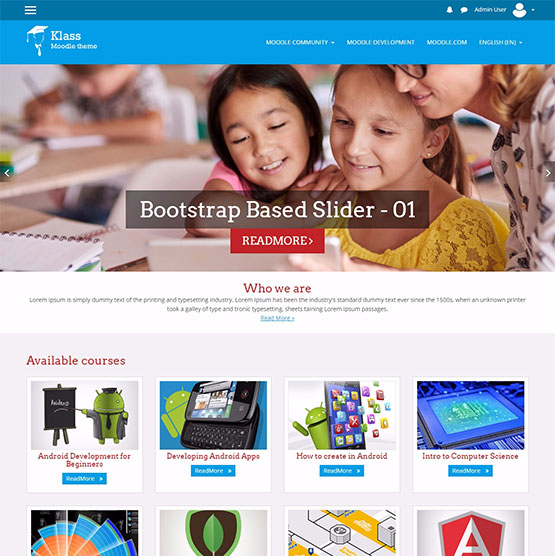 Admin User
Klass
Moodle theme
MOODLE COMMUNITY MOODLE DEVELOPMENT MOODLE.COM ENGLISH (EN)
Bootstrap Based Slider - 01
READMORE >
Who we are
Lorem Ipsum is simply dummy text of the printing and typesetting industry. Lorem Ipsum has been the industry's standard dummy text ever since the 1500s, when an unknown printer
took a galley of type and tronic typesetting, sheets taining Lorem Ipsum passages.
Read More »
Available courses
Android
Android Development for
Beginners
ReadMore »
Developing Android Apps
ReadMore »
How to create in Android
ReadMore »
Intro to Computer Science
ReadMore »